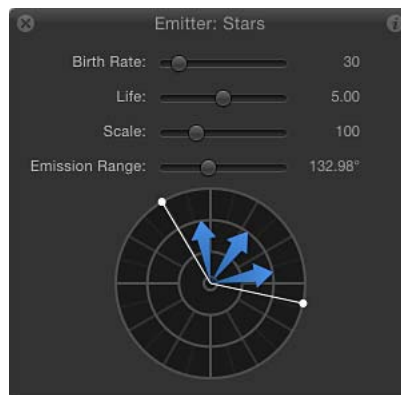 Emitter: Stars
Birth Rate: 30
Life: 5.00
Scale: 100
Emission Range: 132.98°